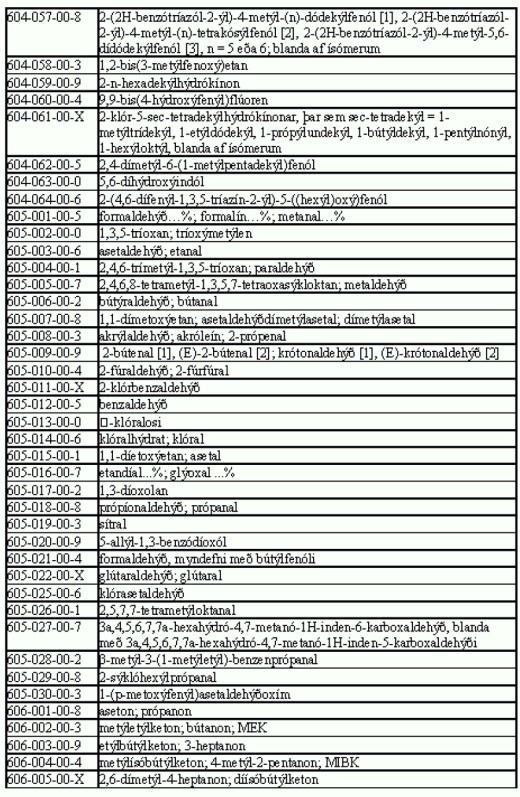 604-057-00-8 2-(2H-benzótríazól-2-ýl)-4-metýl-(n)-dódekýlfenól [1], 2-(2H-benzótríazól-
2-ýl)-4-metýl-(n)-tetrakósýlfenól [2], 2-(2H-benzótríazól-2-ýl)-4-metýl-5,6-
dídódekýlfenól [3], n = 5 eða 6; blanda af ísómerum
604-058-00-3 1,2-bis(3-metýlfenoxý)etan
604-059-00-9 2-n-hexadekýlhýdrókínon
604-060-00-4 9,9-bis(4-hýdroxýfenýl)flúoren
604-061-00-X 2-klór-5-sec-tetradekýlhýdrókínonar, þar sem sec-tetradekýl = 1-
metýltrídekýl, 1-etýldódekýl, 1-própýlundekýl, 1-bútýldekýl, 1-pentýlnónýl,
1-hexýloktýl, blanda af ísómerum
604-062-00-5 2,4-dímetýl-6-(1-metýlpentadekýl)fenól
604-063-00-0 5,6-díhýdroxýindól
604-064-00-6 2-(4,6-dífenýl-1,3,5-tríazín-2-ýl)-5-((hexýl)oxý)fenól
605-001-00-5 formaldehýð…%; formalín…%; metanal…%
605-002-00-0 1,3,5-tríoxan; tríoxýmetýlen
605-003-00-6 asetaldehýð; etanal
605-004-00-1 2,4,6-trímetýl-1,3,5-tríoxan; paraldehýð
605-005-00-7 2,4,6,8-tetrametýl-1,3,5,7-tetraoxasýkloktan; metaldehýð
605-006-00-2 bútýraldehýð; bútanal
605-007-00-8 1,1-dímetoxýetan; asetaldehýðdímetýlasetal; dímetýlasetal
605-008-00-3 akrýlaldehýð; akróleín; 2-própenal
605-009-00-9 2-bútenal [1], (E)-2-bútenal [2]; krótonaldehýð [1], (E)-krótonaldehýð [2]
605-010-00-4 2-fúraldehýð; 2-fúrfúral
605-011-00-X 2-klórbenzaldehýð
605-012-00-5 benzaldehýð
605-013-00-0 □-klóralosi
605-014-00-6 klóralhýdrat; klóral
605-015-00-1 1,1-díetoxýetan; asetal
605-016-00-7 etandíal...%; glýoxal ...%
605-017-00-2 1,3-díoxolan
605-018-00-8 própíonaldehýð; própanal
605-019-00-3 sítral
605-020-00-9 5-allýl-1,3-benzódíoxól
605-021-00-4 formaldehýð, myndefni með bútýlfenóli
605-022-00-X glútaraldehýð; glútaral
605-025-00-6 klórasetaldehýð
605-026-00-1 2,5,7,7-tetrametýloktanal
605-027-00-7 3a,4,5,6,7,7a-hexahýdró-4,7-metanó-1H-inden-6-karboxaldehýð, blanda
með 3a,4,5,6,7,7a-hexahýdró-4,7-metanó-1H-inden-5-karboxaldehýði
605-028-00-2 β-metýl-3-(1-metýletýl)-benzenprópanal
605-029-00-8 2-sýklóhexýlprópanal
605-030-00-3 1-(p-metoxýfenýl)asetaldehýðoxím
606-001-00-8 aseton; própanon
606-002-00-3 metýletýlketon; bútanon; MEK
606-003-00-9 etýlbútýlketon; 3-heptanon
606-004-00-4 metýlísóbútýlketon; 4-metýl-2-pentanon; MIBK
606-005-00-X 2,6-dímetýl-4-heptanon; díísóbútýlketon